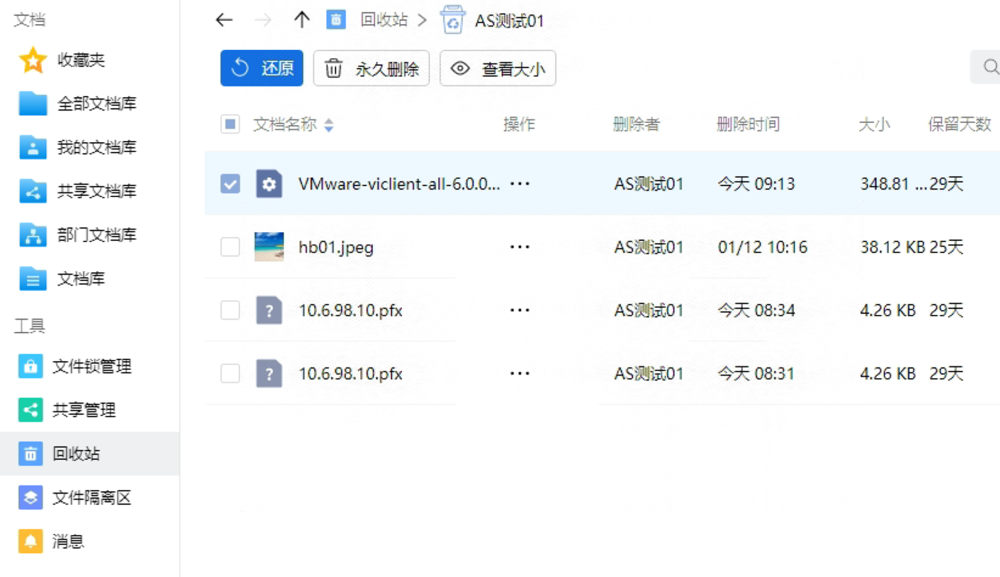 文档
收藏夹
全部文档库
我的文档库
共享文档库
部门文档库
文档库
工具
文件锁管理
共享管理
回收站
文件隔离区
消息
回收站 > AS测试01
还原 永久删除 查看大小
文档名称 操作 删除者 删除时间 大小 保留天数
VMware-viclient-all-6.0.0... ··· AS测试01 今天 09:13 348.81 ... 29天
hb01.jpeg ··· AS测试01 01/12 10:16 38.12 KB 25天
10.6.98.10.pfx ··· AS测试01 今天 08:34 4.26 KB 29天
10.6.98.10.pfx ··· AS测试01 今天 08:31 4.26 KB 29天